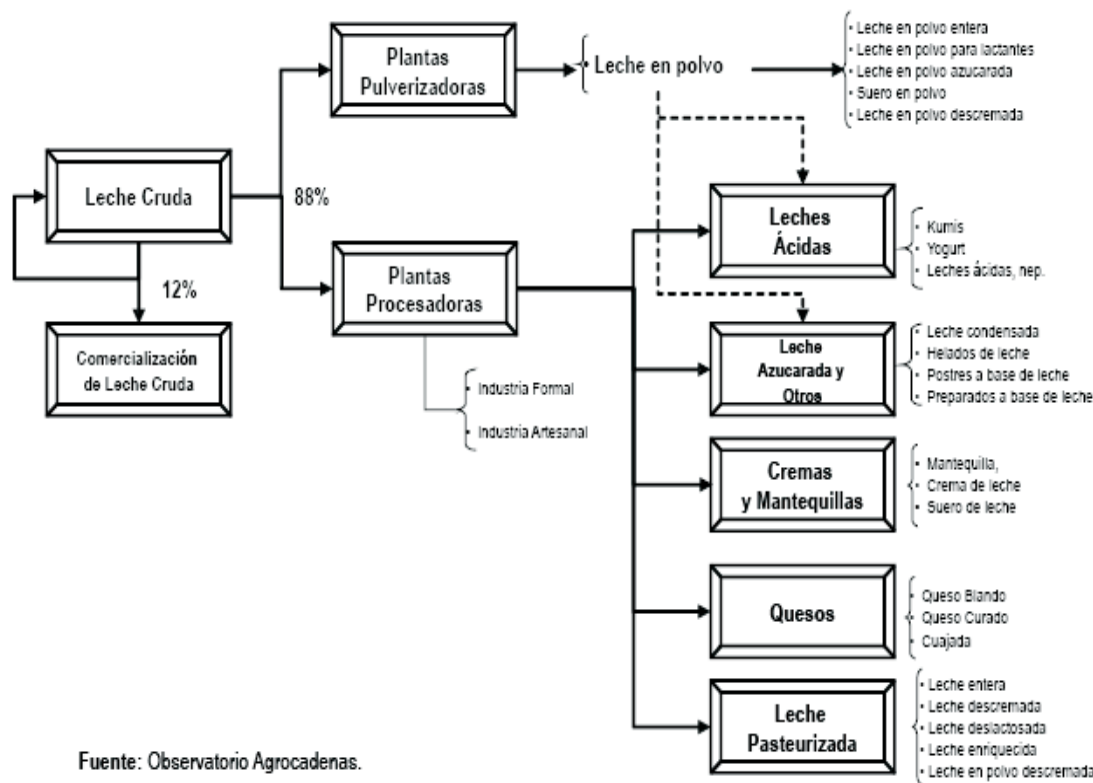 Plantas
Pulverizadoras
• Leche en polvo
• Leche en polvo entera
• Leche en polvo para lactantes
• Leche en polvo azucarada
• Suero en polvo
• Leche en polvo descremada
Leche Cruda
88%
12%
Comercialización
de Leche Cruda
Plantas
Procesadoras
• Industria Formal
• Industria Artesanal
Leches
Ácidas
• Kumis
• Yogurt
• Leches ácidas, nep.
Leche
Azucarada y
Otros
• Leche condensada
• Helados de leche
• Postres a base de leche
• Preparados a base de leche
Cremas
y Mantequillas
• Mantequilla,
• Crema de leche
• Suero de leche
Quesos
• Queso Blando
• Queso Curado
• Cuajada
Leche
Pasteurizada
• Leche entera
• Leche descremada
• Leche deslactosada
• Leche enriquecida
• Leche en polvo descremada
Fuente: Observatorio Agrocadenas.